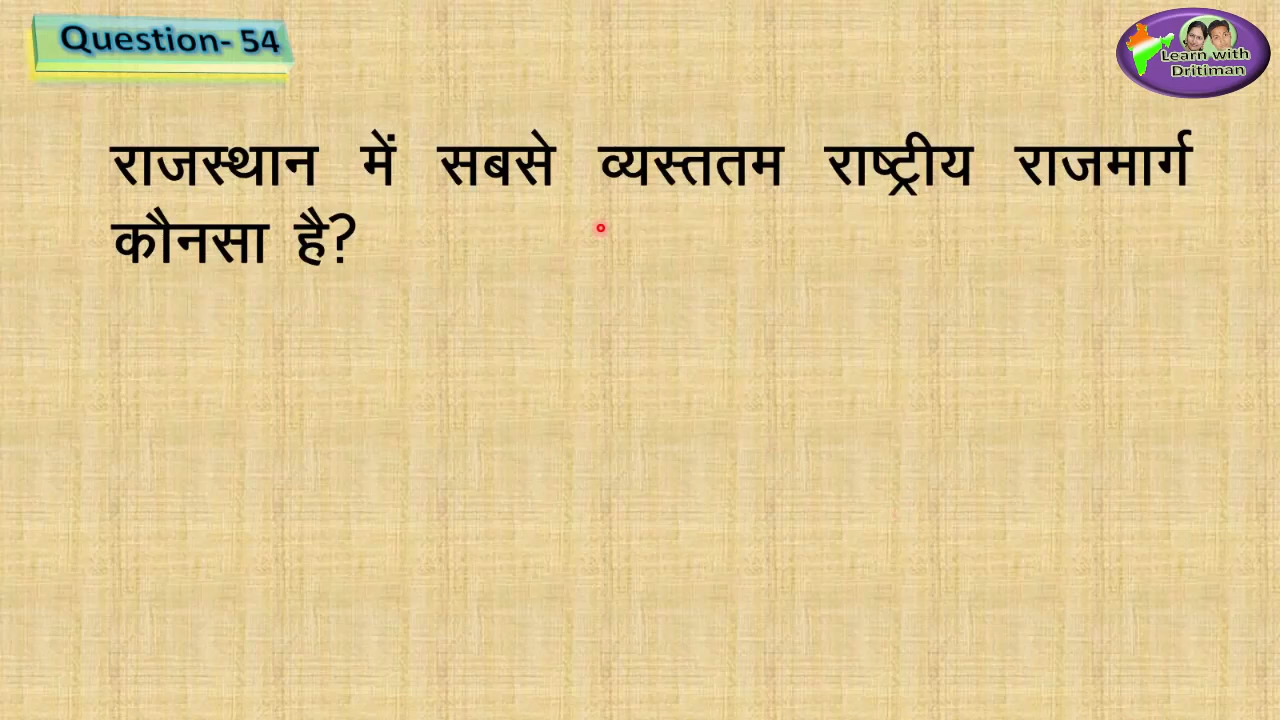 Question- 54
Learn with
Dritiman
राजस्थान में सबसे व्यस्ततम राष्ट्रीय राजमार्ग
कौनसा है?